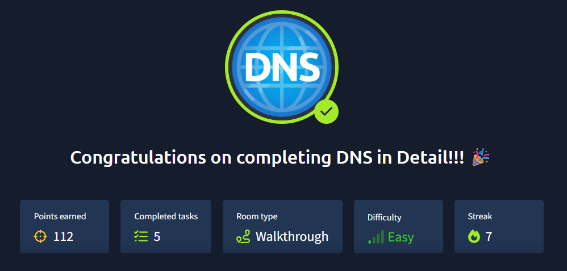 DNS
Congratulations on completing DNS in Detail!!! 🎉
Points earned
112
Completed tasks
5
Room type
Walkthrough
Difficulty
Easy
Streak
7